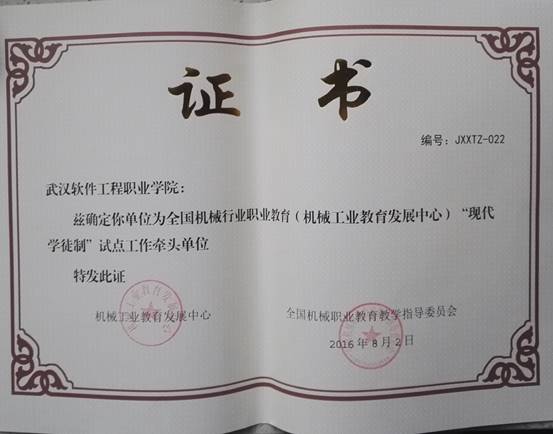 证 书
编号：JXXTZ-022
武汉软件工程职业学院：
兹确定你单位为全国机械行业职业教育（机械工业教育发展中心）“现代
学徒制”试点工作牵头单位
特发此证
机械工业教育发展中心
全国机械职业教育教学指导委员会
2016年8月2日